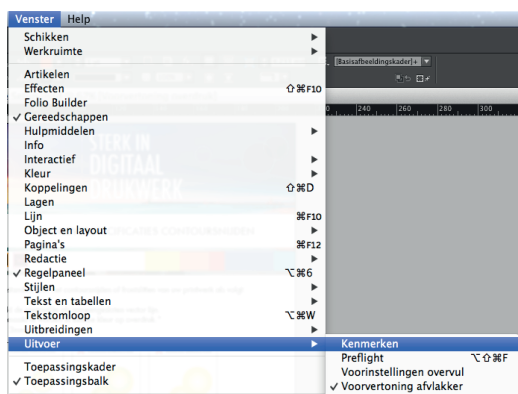 Venster Help
Schikken
Werkruimte
[Basisafbeeldingskader]+
Artikelen
Effecten ⇧⌘F10
Folio Builder
✓ Gereedschappen
0 240 260 280 300
Hulpmiddelen
Info
STERK IN
Interactief
DIGITAAL
Kleur
Koppelingen ⇧⌘D
DRUKWERK
Lagen
Lijn ⌘F10
Object en layout
Pagina's ⌘F12
Redactie
✓ Regelpaneel ⌥⌘6
Stijlen
Tekst en tabellen
Tekstomloop ⌥⌘W
Uitbreidingen
Uitvoer
Kenmerken
Preflight ⌥⇧⌘F
Toepassingskader
Voorinstellingen overvul
✓ Toepassingsbalk
✓ Voorvertoning afvlakker